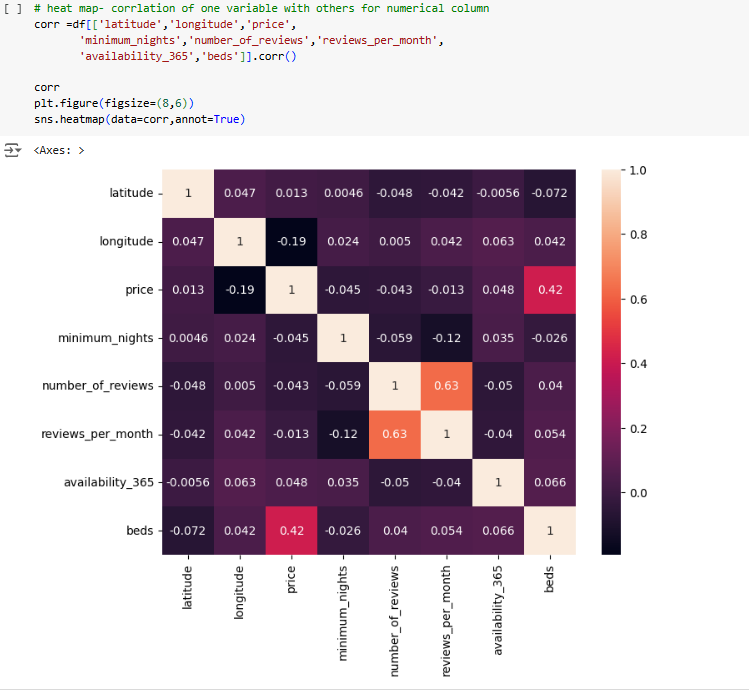 [ ] # heat map- corrlation of one variable with others for numerical column
corr =df[['latitude','longitude','price',
'minimum_nights','number_of_reviews','reviews_per_month',
'availability_365','beds']].corr()
corr
plt.figure(figsize=(8,6))
sns.heatmap(data=corr,annot=True)
<Axes: >
latitude 1 0.047 0.013 0.0046 -0.048 -0.042 -0.0056 -0.072
longitude 0.047 1 -0.19 0.024 0.005 0.042 0.063 0.042
price 0.013 -0.19 1 -0.045 -0.043 -0.013 0.048 0.42
minimum_nights 0.0046 0.024 -0.045 1 -0.059 -0.12 0.035 -0.026
number_of_reviews -0.048 0.005 -0.043 -0.059 1 0.63 -0.05 0.04
reviews_per_month -0.042 0.042 -0.013 -0.12 0.63 1 -0.04 0.054
availability_365 -0.0056 0.063 0.048 0.035 -0.05 -0.04 1 0.066
beds -0.072 0.042 0.42 -0.026 0.04 0.054 0.066 1
latitude
longitude
price
minimum_nights
number_of_reviews
reviews_per_month
availability_365
beds
1.0
0.8
0.6
0.4
0.2
0.0